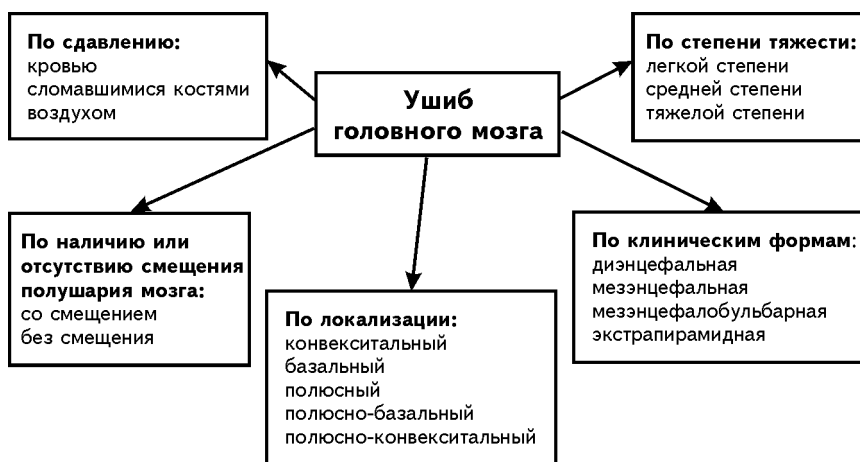 Ушиб
головного мозга
По сдавлению:
кровью
сломавшимися костями
воздухом
По степени тяжести:
легкой степени
средней степени
тяжелой степени
По наличию или
отсутствию смещения
полушария мозга:
со смещением
без смещения
По локализации:
конвекситальный
базальный
полюсный
полюсно-базальный
полюсно-конвекситальный
По клиническим формам:
диэнцефальная
мезэнцефальная
мезэнцефалобульбарная
экстрапирамидная